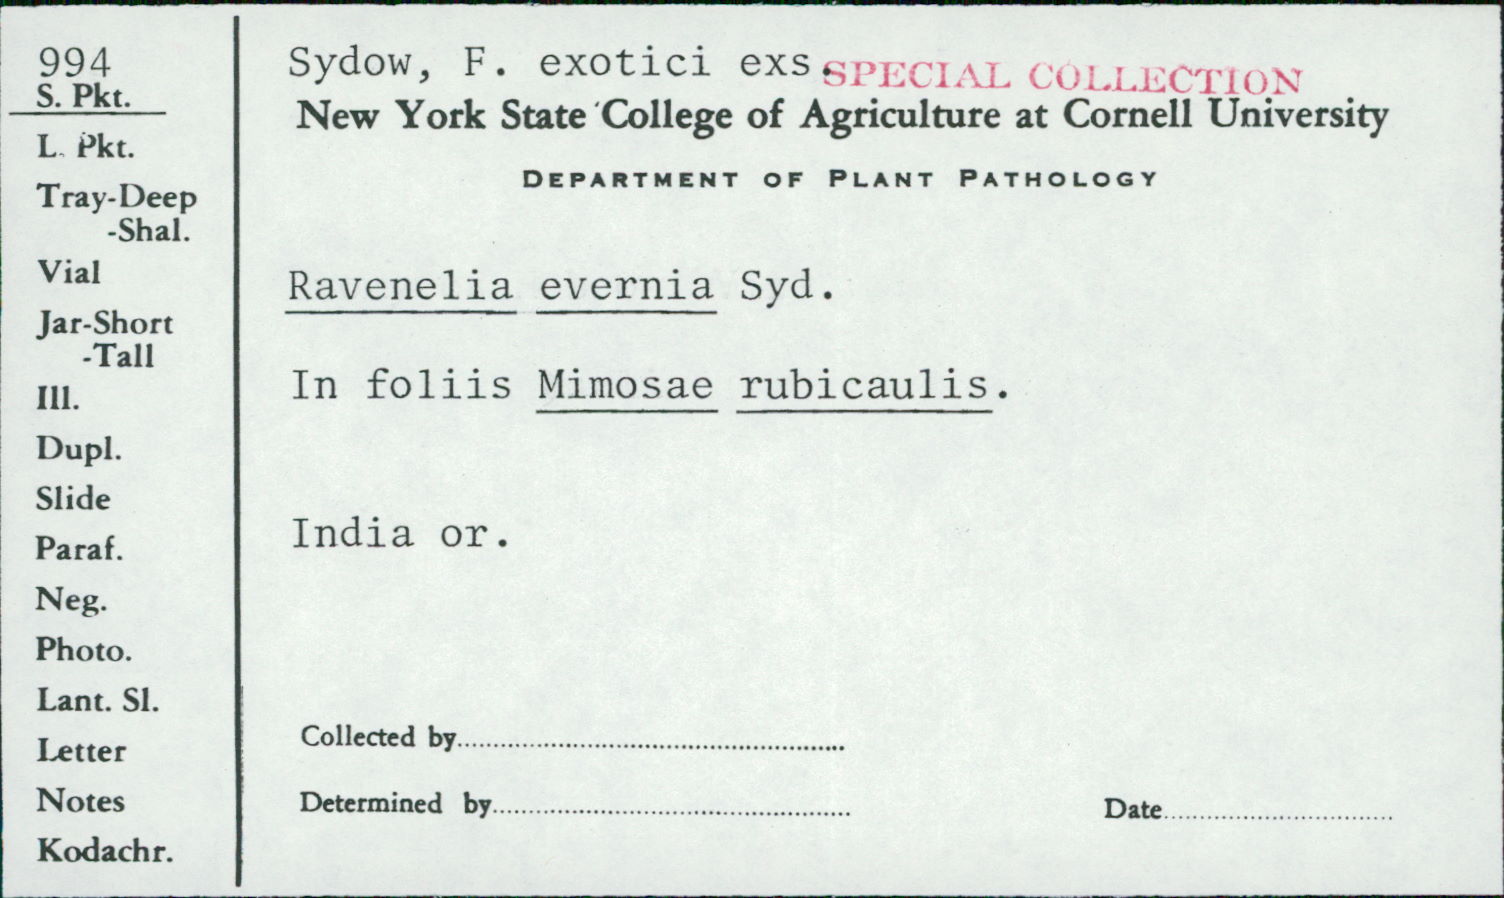 994
S. Pkt.
L. Pkt.
Tray-Deep
-Shal.
Vial
Jar-Short
-Tall
Ill.
Dupl.
Slide
Paraf.
Neg.
Photo.
Lant. Sl.
Letter
Notes
Kodachr.
Sydow, F. exotici exs.
SPECIAL COLLECTION
New York State College of Agriculture at Cornell University
DEPARTMENT OF PLANT PATHOLOGY
Ravenelia evernia Syd.
In foliis Mimosae rubicaulis.
India or.
Collected by
Determined by
Date